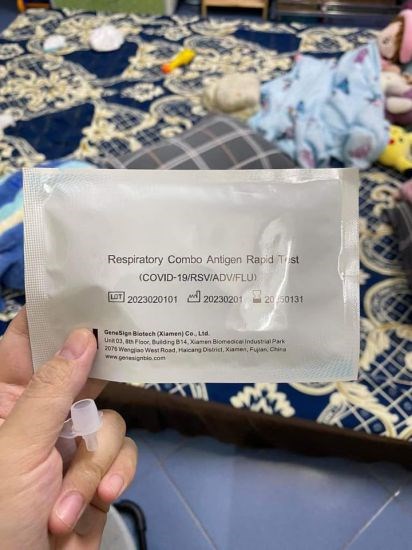 Respiratory Combo Antigen Rapid Test
(COVID-19/RSV/ADV/FLU)
LOT 2023020101 20230201 20250131
GeneSign Biotech (Xiamen) Co., Ltd.
Unit 03, 8th Floor, Building B14, Xiamen Biomedical Industrial Park
2076 Wengjiao West Road, Haicang District, Xiamen, Fujian, China
www.genesignbio.com